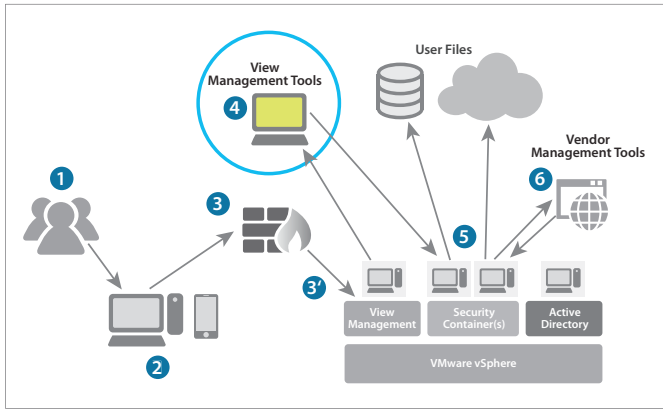 User Files
View
Management Tools
4
Vendor
Management Tools
1
3
6
5
3′
View
Management
Security
Container(s)
Active
Directory
2
VMware vSphere